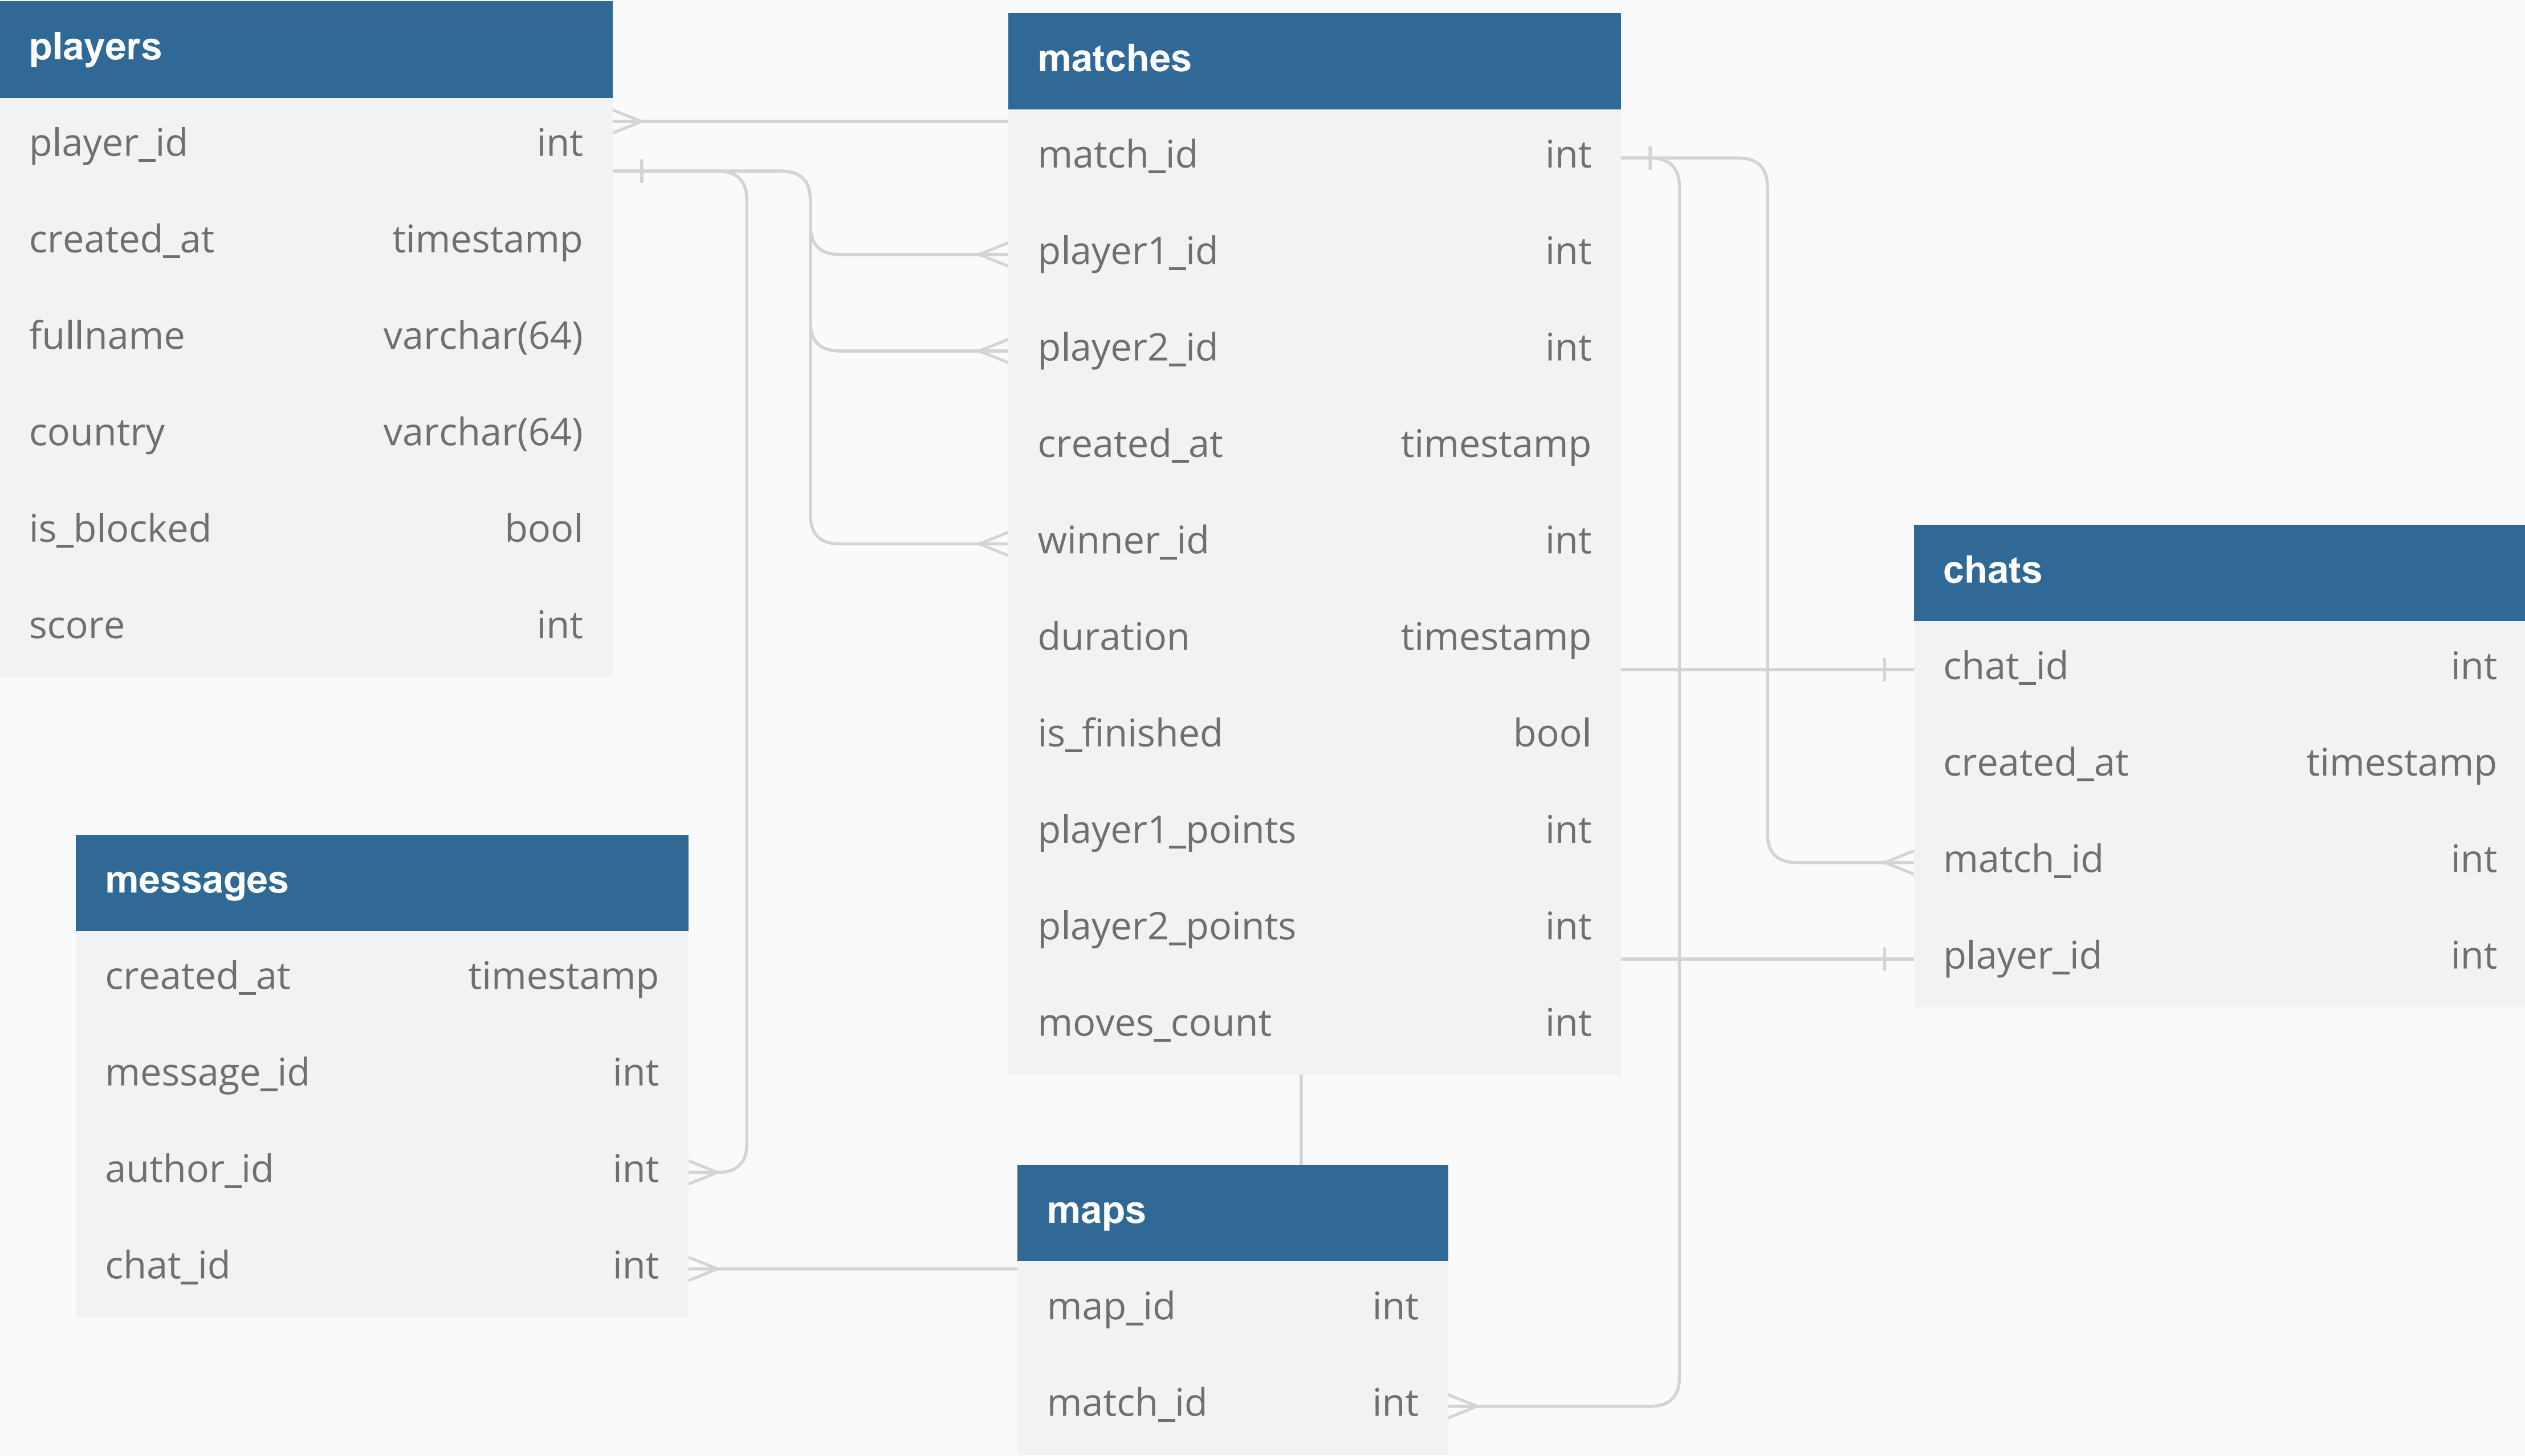 players
player_id int
created_at timestamp
fullname varchar(64)
country varchar(64)
is_blocked bool
score int
matches
match_id int
player1_id int
player2_id int
created_at timestamp
winner_id int
duration timestamp
is_finished bool
player1_points int
player2_points int
moves_count int
chats
chat_id int
created_at timestamp
match_id int
player_id int
messages
created_at timestamp
message_id int
author_id int
chat_id int
maps
map_id int
match_id int